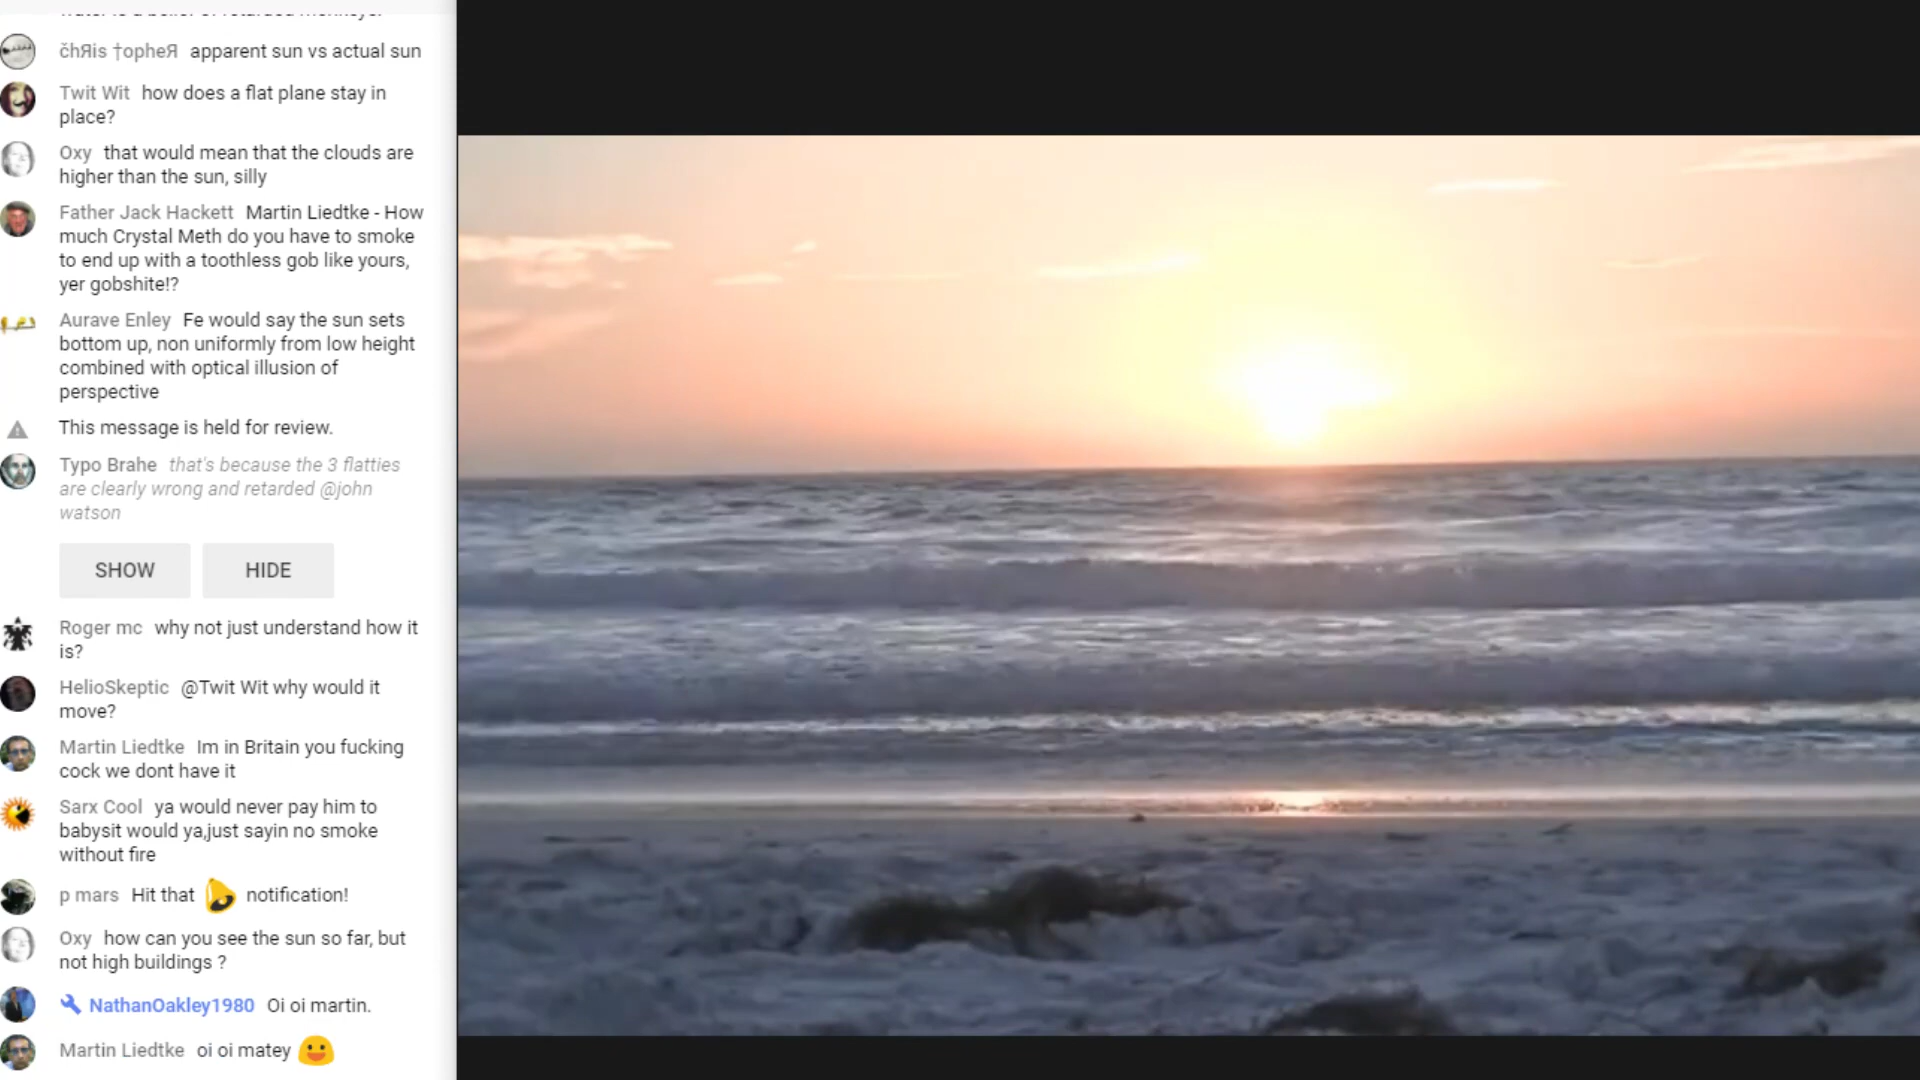 čhЯis †opheЯ apparent sun vs actual sun
Twit Wit how does a flat plane stay in
place?
Oxy that would mean that the clouds are
higher than the sun, silly
Father Jack Hackett Martin Liedtke - How
much Crystal Meth do you have to smoke
to end up with a toothless gob like yours,
yer gobshite!?
Aurave Enley Fe would say the sun sets
bottom up, non uniformly from low height
combined with optical illusion of
perspective
This message is held for review.
Typo Brahe that's because the 3 flatties
are clearly wrong and retarded @john
watson
SHOW HIDE
Roger mc why not just understand how it
is?
HelioSkeptic @Twit Wit why would it
move?
Martin Liedtke Im in Britain you fucking
cock we dont have it
Sarx Cool ya would never pay him to
babysit would ya,just sayin no smoke
without fire
p mars Hit that notification!
Oxy how can you see the sun so far, but
not high buildings ?
NathanOakley1980 Oi oi martin.
Martin Liedtke oi oi matey